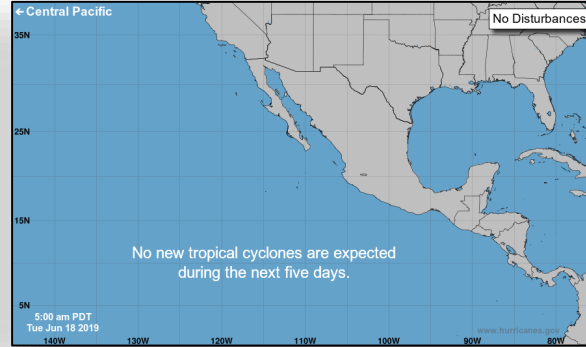 ←Central Pacific
No Disturbances
35N
25N
15N
No new tropical cyclones are expected
during the next five days.
5N
5:00 am PDT
Tue Jun 18 2019
www.hurricanes.gov
140W 130W 120W 110W 100W 90W 80W